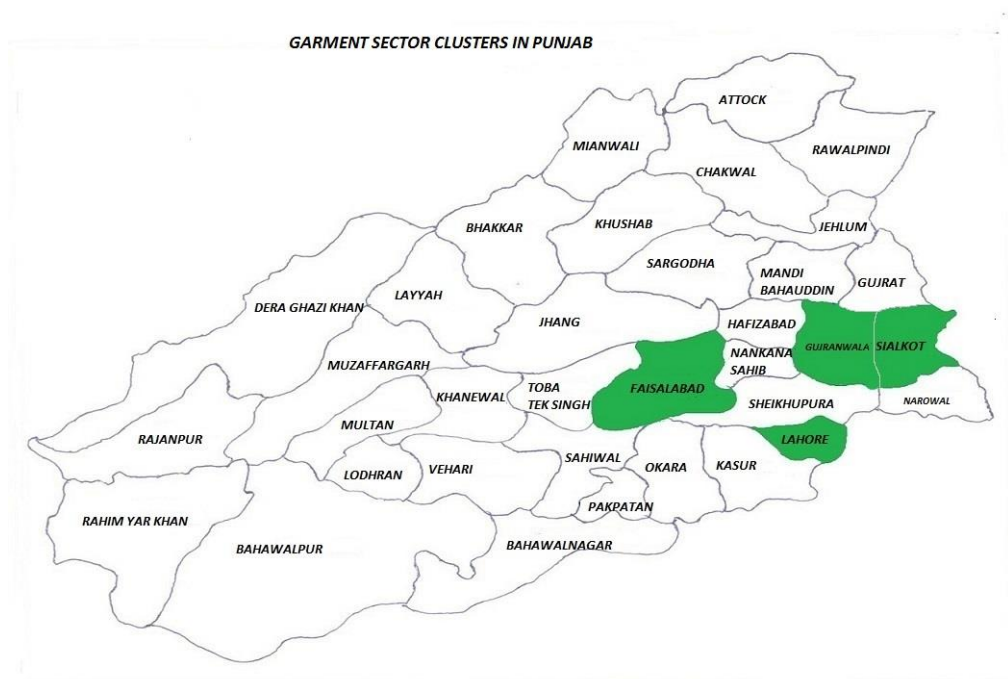 GARMENT SECTOR CLUSTERS IN PUNJAB
ATTOCK
MIANWALI
RAWALPINDI
CHAKWAL
BHAKKAR
KHUSHAB
JEHLUM
SARGODHA
MANDI
BAHAUDDIN
GUJRAT
LAYYAH
DERA GHAZI KHAN
JHANG
HAFIZABAD
GUJRANWALA
SIALKOT
NANKANA
SAHIB
MUZAFFARGARH
FAISALABAD
TOBA
TEK SINGH
KHANEWAL
SHEIKHUPURA
NAROWAL
MULTAN
RAJANPUR
LAHORE
SAHIWAL
OKARA
KASUR
LODHRAN
VEHARI
PAKPATAN
RAHIM YAR KHAN
BAHAWALPUR
BAHAWALNAGAR